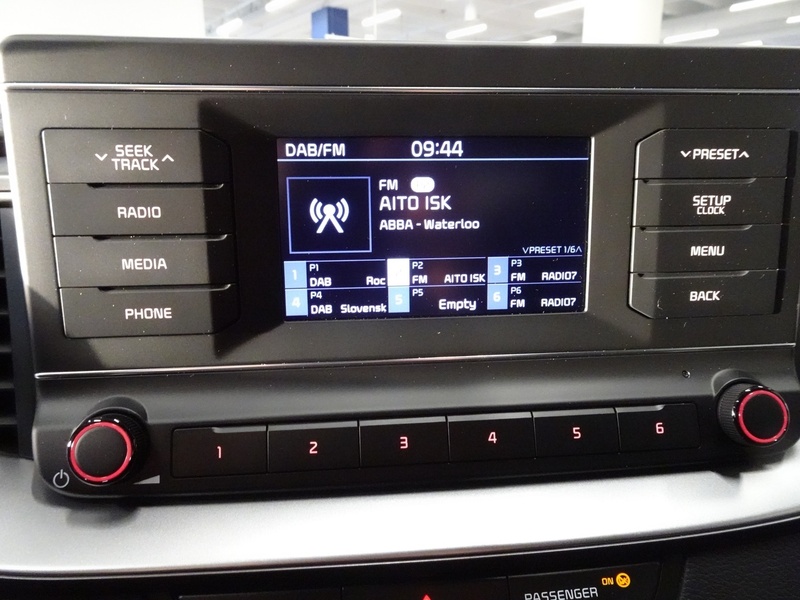 SEEK
TRACK
RADIO
MEDIA
PHONE
DAB/FM 09:44
FM
AITO ISK
ABBA - Waterloo
PRESET 1/6
1 P1 DAB Roc
P2 FM AITO ISK
3 P3 FM RADIO7
4 P4 DAB Slovensk
5 P5 Empty
6 P6 FM RADIO7
PRESET
SETUP
CLOCK
MENU
BACK
1 2 3 4 5 6
PASSENGER ON